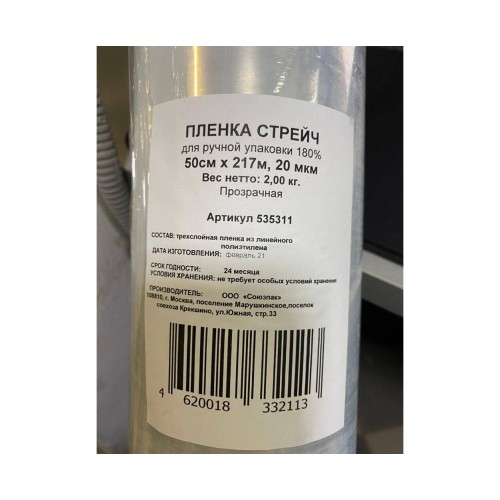 ПЛЕНКА СТРЕЙЧ
для ручной упаковки 180%
50см х 217м, 20 мкм
Вес нетто: 2,00 кг.
Прозрачная
Артикул 535311
СОСТАВ: трехслойная пленка из линейного
полиэтилена
ДАТА ИЗГОТОВЛЕНИЯ: февраль 21
СРОК ГОДНОСТИ: 24 месяца
УСЛОВИЯ ХРАНЕНИЯ: не требует особых условий хранения
ПРОИЗВОДИТЕЛЬ: ООО «Союзпак»
108810, г. Москва, поселение Марушкинское,поселок
совхоза Крекшино, ул.Южная, стр.33
4 620018 332113